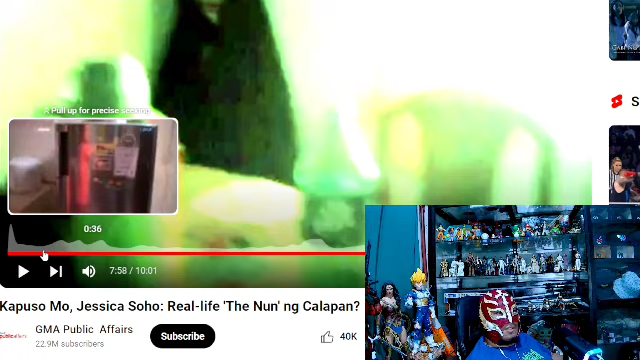 Pull up for precise seeking
0:36
7:58 / 10:01
S
Kapuso Mo, Jessica Soho: Real-life 'The Nun' ng Calapan?
GMA Public Affairs
22.9M subscribers
Subscribe
40K